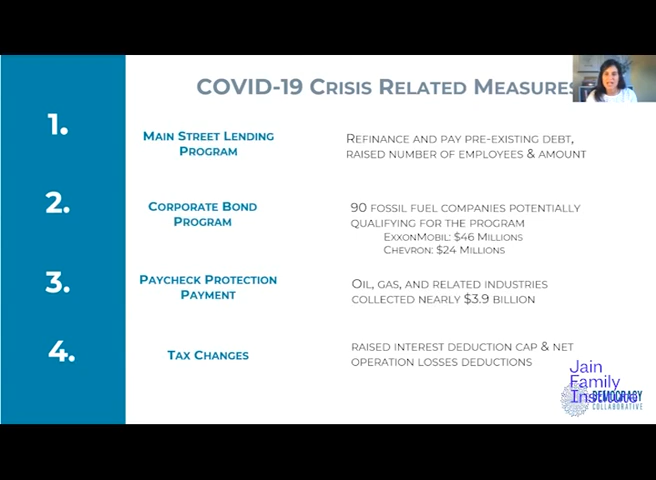 COVID-19 CRISIS RELATED MEASURES
1.
MAIN STREET LENDING
PROGRAM
REFINANCE AND PAY PRE-EXISTING DEBT,
RAISED NUMBER OF EMPLOYEES & AMOUNT
2.
CORPORATE BOND
PROGRAM
90 FOSSIL FUEL COMPANIES POTENTIALLY
QUALIFYING FOR THE PROGRAM
EXXONMOBIL: $46 MILLIONS
CHEVRON: $24 MILLIONS
3.
PAYCHECK PROTECTION
PAYMENT
OIL, GAS, AND RELATED INDUSTRIES
COLLECTED NEARLY $3.9 BILLION
4.
TAX CHANGES
RAISED INTEREST DEDUCTION CAP & NET
OPERATION LOSSES DEDUCTIONS
Jain
Family
Institute
DEMOCRACY
COLLABORATIVE